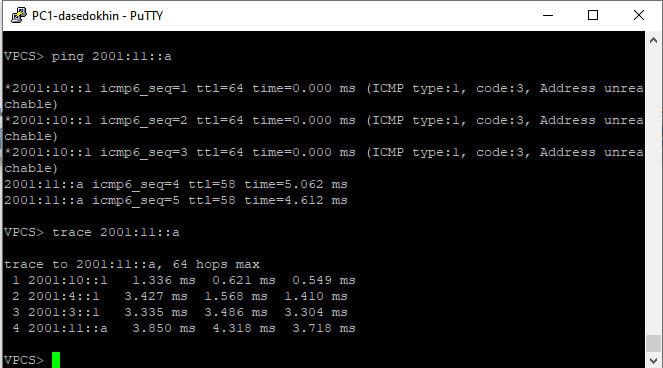 PC1-dasedokhin - PuTTY
VPCS> ping 2001:11::a
*2001:10::1 icmp6_seq=1 ttl=64 time=0.000 ms (ICMP type:1, code:3, Address unrea
chable)
*2001:10::1 icmp6_seq=2 ttl=64 time=0.000 ms (ICMP type:1, code:3, Address unrea
chable)
*2001:10::1 icmp6_seq=3 ttl=64 time=0.000 ms (ICMP type:1, code:3, Address unrea
chable)
2001:11::a icmp6_seq=4 ttl=58 time=5.062 ms
2001:11::a icmp6_seq=5 ttl=58 time=4.612 ms
VPCS> trace 2001:11::a
trace to 2001:11::a, 64 hops max
1 2001:10::1 1.336 ms 0.621 ms 0.549 ms
2 2001:4::1 3.427 ms 1.568 ms 1.410 ms
3 2001:3::1 3.335 ms 3.486 ms 3.304 ms
4 2001:11::a 3.850 ms 4.318 ms 3.718 ms
VPCS>